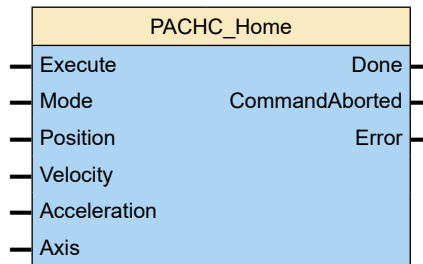 PACHC_Home
Execute Done
Mode CommandAborted
Position Error
Velocity
Acceleration
Axis